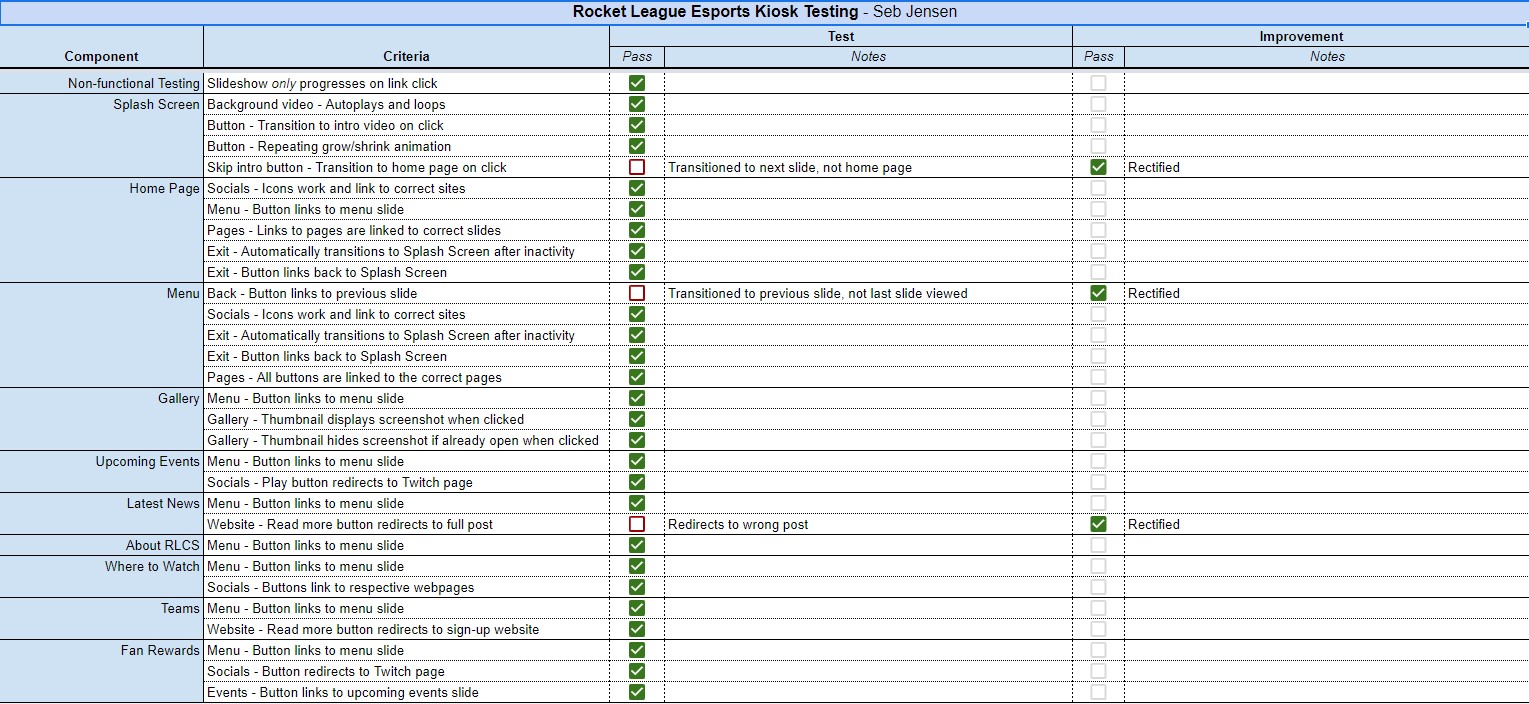 Rocket League Esports Kiosk Testing - Seb Jensen
Component Criteria Test Improvement
Pass Notes Pass Notes
Non-functional Testing Slideshow only progresses on link click
Splash Screen Background video - Autoplays and loops
Button - Transition to intro video on click
Button - Repeating grow/shrink animation
Skip intro button - Transition to home page on click Transitioned to next slide, not home page Rectified
Home Page Socials - Icons work and link to correct sites
Menu - Button links to menu slide
Pages - Links to pages are linked to correct slides
Exit - Automatically transitions to Splash Screen after inactivity
Exit - Button links back to Splash Screen
Menu Back - Button links to previous slide Transitioned to previous slide, not last slide viewed Rectified
Socials - Icons work and link to correct sites
Exit - Automatically transitions to Splash Screen after inactivity
Exit - Button links back to Splash Screen
Pages - All buttons are linked to the correct pages
Gallery Menu - Button links to menu slide
Gallery - Thumbnail displays screenshot when clicked
Gallery - Thumbnail hides screenshot if already open when clicked
Upcoming Events Menu - Button links to menu slide
Socials - Play button redirects to Twitch page
Latest News Menu - Button links to menu slide
Website - Read more button redirects to full post Redirects to wrong post Rectified
About RLCS Menu - Button links to menu slide
Where to Watch Menu - Button links to menu slide
Socials - Buttons link to respective webpages
Teams Menu - Button links to menu slide
Website - Read more button redirects to sign-up website
Fan Rewards Menu - Button links to menu slide
Socials - Button redirects to Twitch page
Events - Button links to upcoming events slide